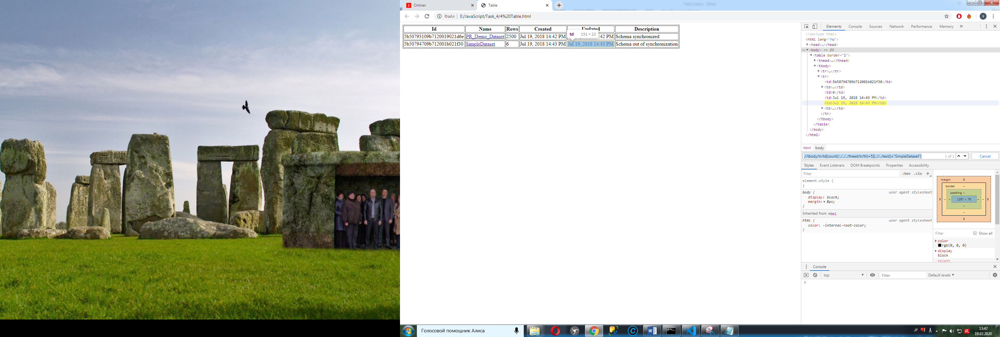 Onliner
Table
Файл
E:/JavaScript/Task_4/4%20Table.html
Id Name Rows Created Updated Description
5b50793109b7120019021d6e PR_Demo_Dataset 2500 Jul 19, 2018 14:42 PM :42 PM Schema synchronized
5b50794709b712001b021f30 SimpleDataset 6 Jul 19, 2018 14:43 PM Jul 19, 2018 14:43 PM Schema out of synchronization
td 151 × 22
Elements Console Sources Network Performance Memory »
<!doctype html>
<html lang="ru">
<head>…</head>
<body> == $0
<table border="1">
<thead>…</thead>
<tbody>
<tr>…</tr>
<tr>
<td>5b50794709b712001b021f30</td>
<td>…</td>
<td>6</td>
<td>Jul 19, 2018 14:43 PM</td>
<td>Jul 19, 2018 14:43 PM</td>
<td>…</td>
</tr>
</tbody>
</table>
</body>
</html>
html body
.//tbody/tr/td[count(/../../../thead/tr/th)+5][..//../text()="SimpleDataset"] 1 of 1 Cancel
Styles Event Listeners DOM Breakpoints Properties Accessibility
Filter :hov .cls +
element.style {
}
body { user agent stylesheet
display: block;
margin: 8px;
}
Inherited from html
html { user agent stylesheet
color: -internal-root-color;
}
margin 8
border –
padding –
8 – – 1267 × 76 – – 8
–
–
8
Filter Show all
color
rgb(0, 0, 0)
display
block
height
Console
top Filter Default levels
>
Голосовой помощник Алиса
JP
13:47
19.02.2020